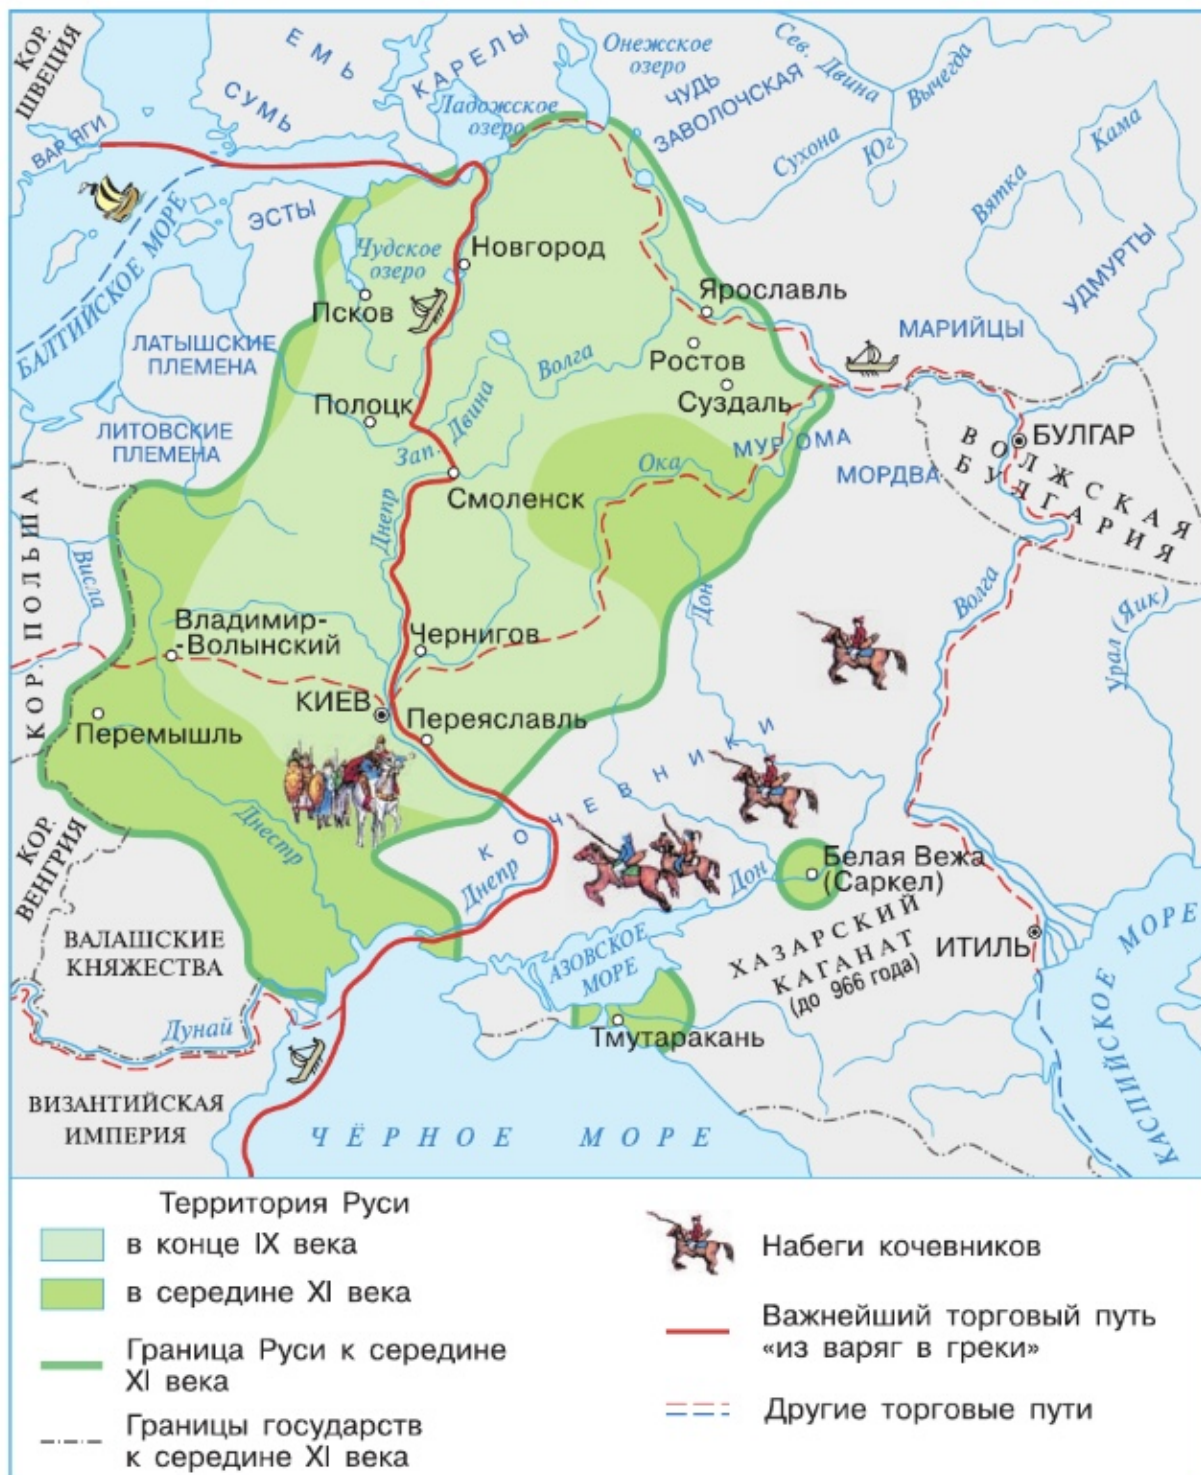 КОР.
ШВЕЦИЯ
ЕМЬ
КАРЕЛЫ
Онежское
озеро
Сев. Двина
Вычегда
СУМЬ
Ладожское
озеро
ЧУДЬ
ЗАВОЛОЧСКАЯ
Сухона
Юг
Кама
Вятка
ВАРЯГИ
ЭСТЫ
УДМУРТЫ
БАЛТИЙСКОЕ МОРЕ
Чудское
озеро
Новгород
Псков
Ярославль
МАРИЙЦЫ
ЛАТЫШСКИЕ
ПЛЕМЕНА
Волга
Ростов
Суздаль
Полоцк
Зап. Двина
ЛИТОВСКИЕ
ПЛЕМЕНА
МУРОМА
МОРДВА
БУЛГАР
ВОЛЖСКАЯ
БУЛГАРИЯ
Ока
Смоленск
Днепр
КОР. ПОЛЬША
Висла
Дон
Волга
Урал (Яик)
Владимир-
-Волынский
Чернигов
КИЕВ
Переяславль
Перемышль
КОЧЕВНИКИ
Днестр
КОР.
ВЕНГРИЯ
Днепр
Дон
Белая Вежа
(Саркел)
ВАЛАШСКИЕ
КНЯЖЕСТВА
АЗОВСКОЕ
МОРЕ
ХАЗАРСКИЙ
КАГАНАТ
(до 966 года)
ИТИЛЬ
КАСПИЙСКОЕ МОРЕ
Дунай
Тмутаракань
ВИЗАНТИЙСКАЯ
ИМПЕРИЯ
ЧЁРНОЕ МОРЕ
Территория Руси
в конце IX века
в середине XI века
Граница Руси к середине
XI века
Границы государств
к середине XI века
Набеги кочевников
Важнейший торговый путь
«из варяг в греки»
Другие торговые пути